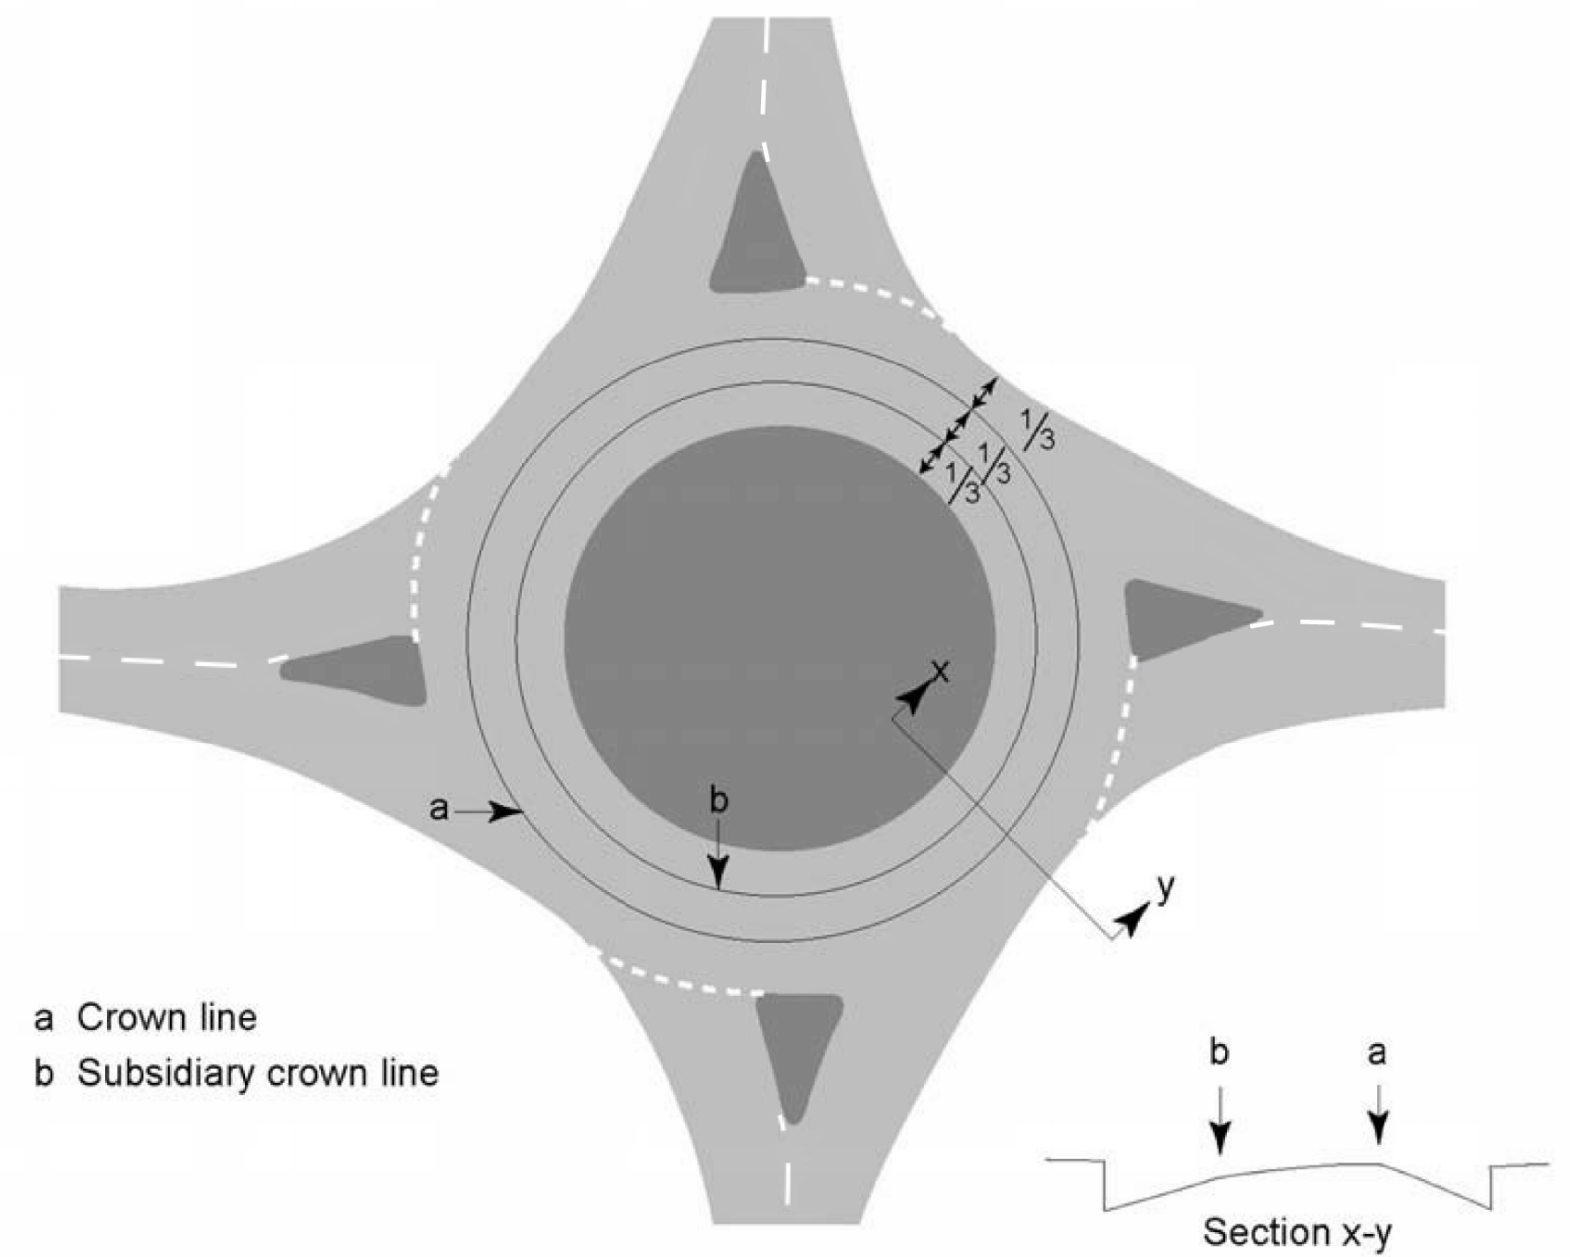 1/3
1/3
1/3
x
a
b
y
a Crown line
b Subsidiary crown line
b
a
Section x-y